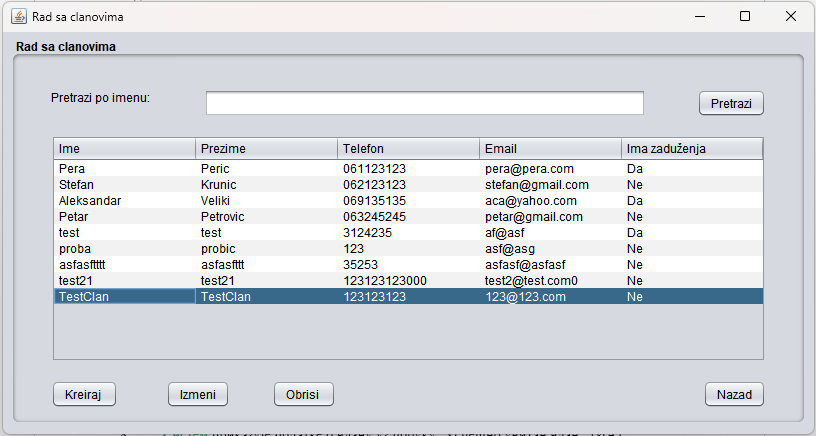 Rad sa clanovima
Rad sa clanovima
Pretrazi po imenu:
Pretrazi
Ime Prezime Telefon Email Ima zaduženja
Pera Peric 061123123 pera@pera.com Da
Stefan Krunic 062123123 stefan@gmail.com Ne
Aleksandar Veliki 069135135 aca@yahoo.com Da
Petar Petrovic 063245245 petar@gmail.com Ne
test test 3124235 af@asf Da
proba probic 123 asf@asg Ne
asfasftttt asfasfttt 35253 asfasf@asfasf Ne
test21 test21 123123123000 test2@test.com0 Ne
TestClan TestClan 123123123 123@123.com Ne
Kreiraj Izmeni Obrisi Nazad